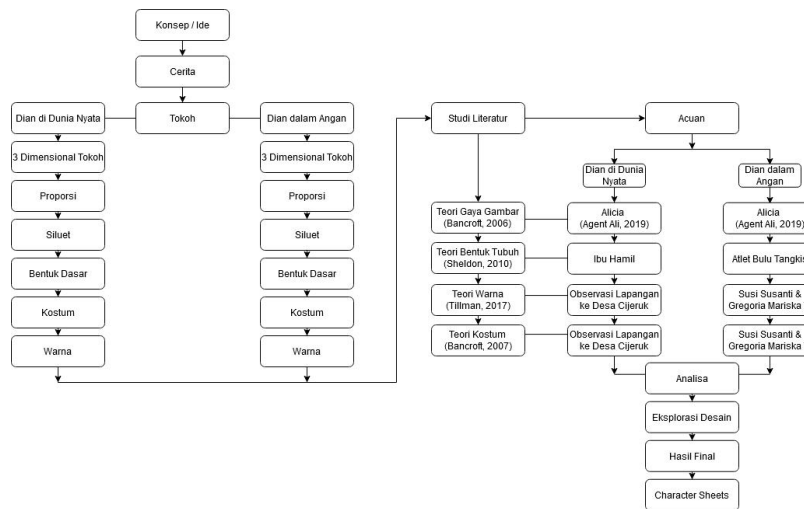 Konsep / Ide
Cerita
Dian di Dunia Nyata
Tokoh
Dian dalam Angan
3 Dimensional Tokoh
Proporsi
Siluet
Bentuk Dasar
Kostum
Warna
3 Dimensional Tokoh
Proporsi
Siluet
Bentuk Dasar
Kostum
Warna
Studi Literatur
Acuan
Teori Gaya Gambar
(Bancroft, 2006)
Teori Bentuk Tubuh
(Sheldon, 2010)
Teori Warna
(Tillman, 2017)
Teori Kostum
(Bancroft, 2007)
Dian di Dunia
Nyata
Alicia
(Agent Ali, 2019)
Ibu Hamil
Observasi Lapangan
ke Desa Cijeruk
Observasi Lapangan
ke Desa Cijeruk
Dian dalam
Angan
Alicia
(Agent Ali, 2019)
Atlet Bulu Tangkis
Susi Susanti &
Gregoria Mariska
Susi Susanti &
Gregoria Mariska
Analisa
Eksplorasi Desain
Hasil Final
Character Sheets